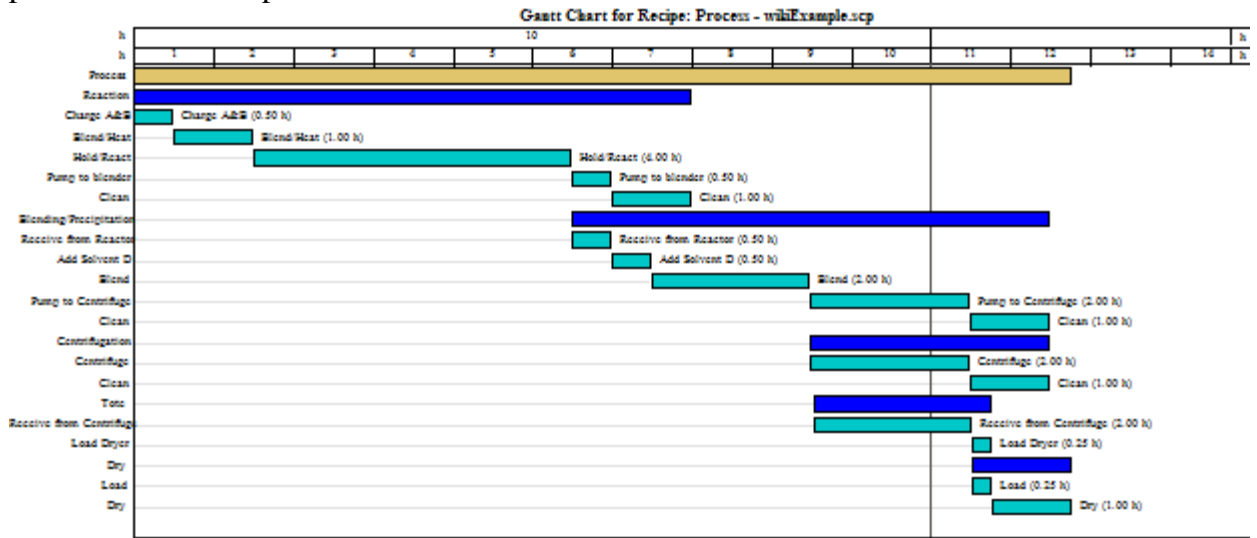 Gantt Chart for Recipe: Process - wikiExample.scp
h 10 h
h 1 2 3 4 5 6 7 8 9 10 11 12 13 14 h
Process
Reaction
Charge A&B Charge A&B (0.50 h)
Blend/Heat Blend/Heat (1.00 h)
Hold/React Hold/React (4.00 h)
Pump to blender Pump to blender (0.50 h)
Clean Clean (1.00 h)
Blending/Precipitation
Receive from Reactor Receive from Reactor (0.50 h)
Add Solvent D Add Solvent D (0.50 h)
Blend Blend (2.00 h)
Pump to Centrifuge Pump to Centrifuge (2.00 h)
Clean Clean (1.00 h)
Centrifugation
Centrifuge Centrifuge (2.00 h)
Clean Clean (1.00 h)
Tote
Receive from Centrifug Receive from Centrifuge (2.00 h)
Load Dryer Load Dryer (0.25 h)
Dry
Load Load (0.25 h)
Dry Dry (1.00 h)